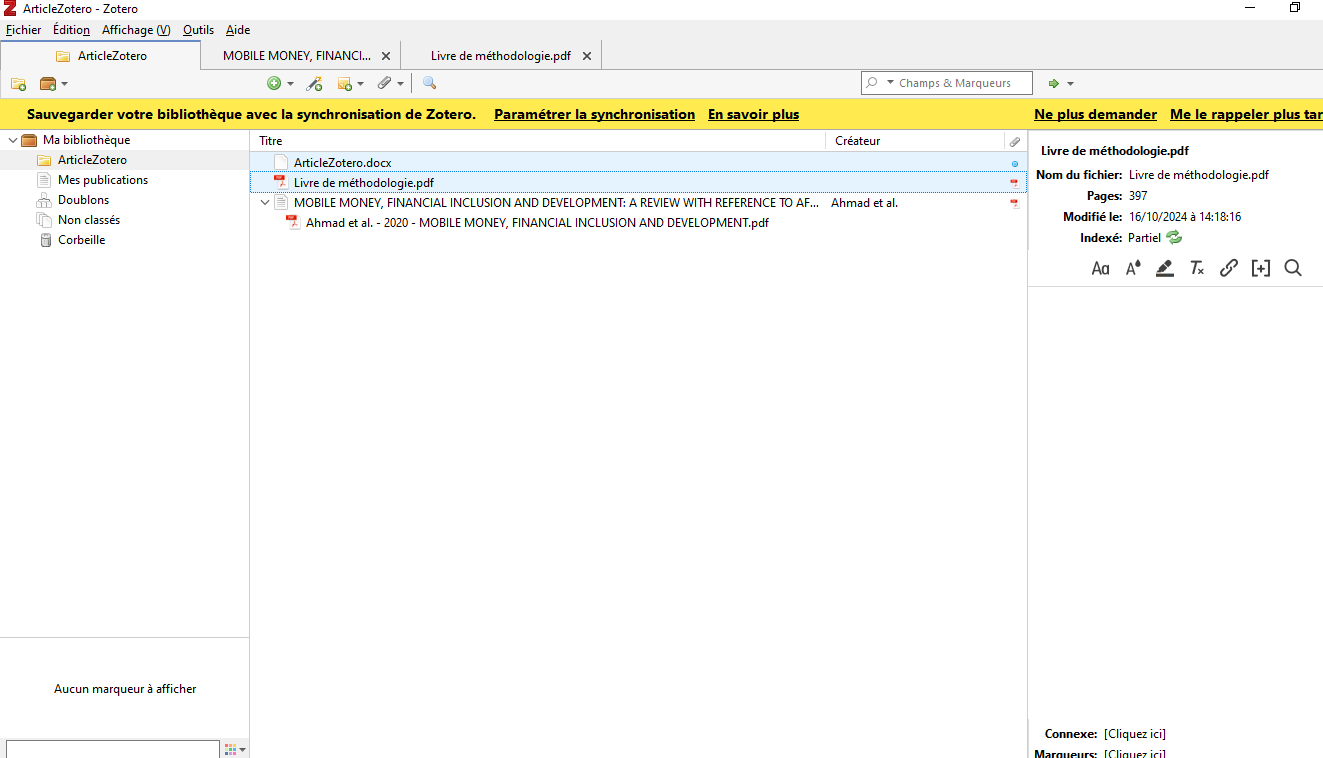 ArticleZotero - Zotero
Fichier Édition Affichage (V) Outils Aide
ArticleZotero MOBILE MONEY, FINANCI... Livre de méthodologie.pdf
Champs & Marqueurs
Sauvegarder votre bibliothèque avec la synchronisation de Zotero. Paramétrer la synchronisation En savoir plus Ne plus demander Me le rappeler plus tar
Ma bibliothèque
ArticleZotero
Mes publications
Doublons
Non classés
Corbeille
Aucun marqueur à afficher
Titre Créateur
ArticleZotero.docx
Livre de méthodologie.pdf
MOBILE MONEY, FINANCIAL INCLUSION AND DEVELOPMENT: A REVIEW WITH REFERENCE TO AF... Ahmad et al.
Ahmad et al. - 2020 - MOBILE MONEY, FINANCIAL INCLUSION AND DEVELOPMENT.pdf
Livre de méthodologie.pdf
Nom du fichier: Livre de méthodologie.pdf
Pages: 397
Modifié le: 16/10/2024 à 14:18:16
Indexé: Partiel
Connexe: [Cliquez ici]
Marqueurs: [Cliquez ici]